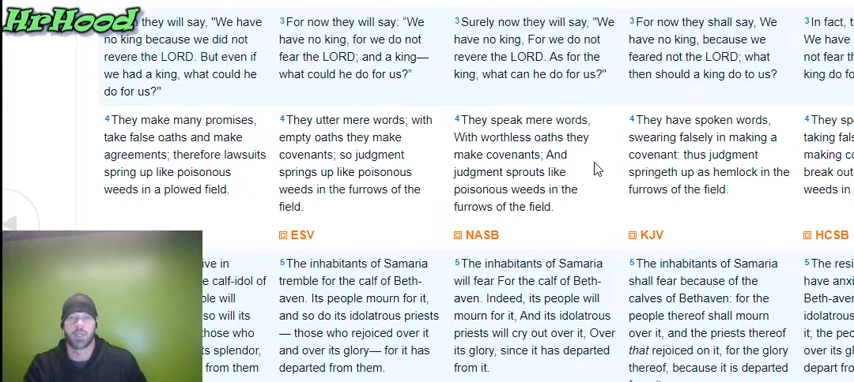 HrHood
they will say, "We have
no king because we did not
revere the LORD. But even if
we had a king, what could he
do for us?"
3 For now they will say: "We
have no king, for we do not
fear the LORD; and a king—
what could he do for us?"
3 Surely now they will say, "We
have no king, For we do not
revere the LORD. As for the
king, what can he do for us?"
3 For now they shall say, We
have no king, because we
feared not the LORD; what
then should a king do to us?
3 In fact, t
We have
not fear th
king do fo
4 They make many promises,
take false oaths and make
agreements; therefore lawsuits
spring up like poisonous
weeds in a plowed field.
4 They utter mere words; with
empty oaths they make
covenants; so judgment
springs up like poisonous
weeds in the furrows of the
field.
4 They speak mere words,
With worthless oaths they
make covenants; And
judgment sprouts like
poisonous weeds in the
furrows of the field.
4 They have spoken words,
swearing falsely in making a
covenant: thus judgment
springeth up as hemlock in the
furrows of the field.
4 They sp
taking fals
making co
break out
weeds in
ESV
NASB
KJV
HCSB
ive in
e calf-idol of
ple will
so will its
those who
ts splendor,
from them
5 The inhabitants of Samaria
tremble for the calf of Beth-
aven. Its people mourn for it,
and so do its idolatrous priests
— those who rejoiced over it
and over its glory— for it has
departed from them.
5 The inhabitants of Samaria
will fear For the calf of Beth-
aven. Indeed, its people will
mourn for it, And its idolatrous
priests will cry out over it, Over
its glory, since it has departed
from it.
5 The inhabitants of Samaria
shall fear because of the
calves of Bethaven: for the
people thereof shall mourn
over it, and the priests thereof
that rejoiced on it, for the glory
thereof, because it is departed
5 The resi
have anxi
Beth-aven
idolatrous
it; the peo
over its gl
depart fro